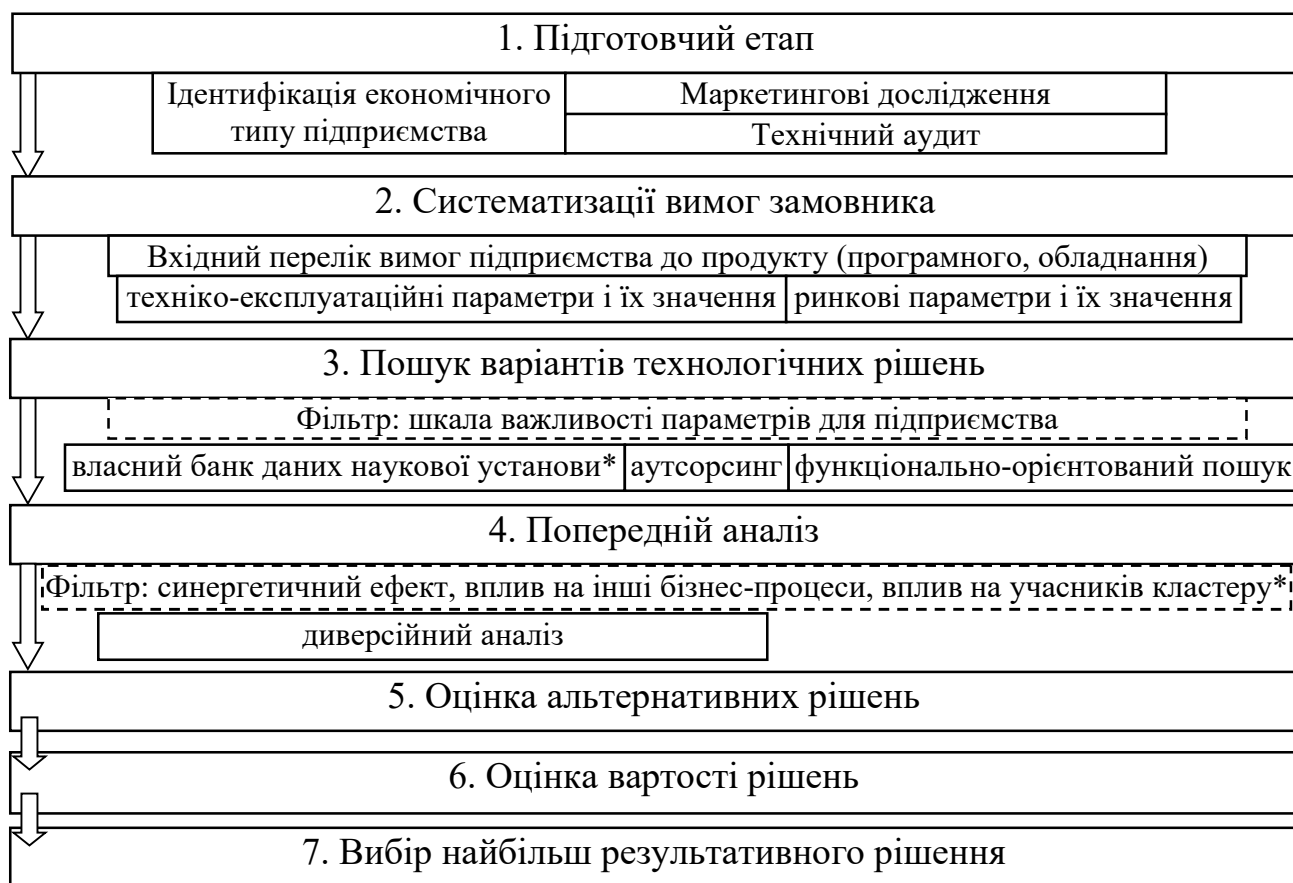 1. Підготовчий етап
Ідентифікація економічного
типу підприємства
Маркетингові дослідження
Технічний аудит
2. Систематизації вимог замовника
Вхідний перелік вимог підприємства до продукту (програмного, обладнання)
техніко-експлуатаційні параметри і їх значення
ринкові параметри і їх значення
3. Пошук варіантів технологічних рішень
Фільтр: шкала важливості параметрів для підприємства
власний банк даних наукової установи*
аутсорсинг
функціонально-орієнтований пошук
4. Попередній аналіз
Фільтр: синергетичний ефект, вплив на інші бізнес-процеси, вплив на учасників кластеру*
диверсійний аналіз
5. Оцінка альтернативних рішень
6. Оцінка вартості рішень
7. Вибір найбільш результативного рішення